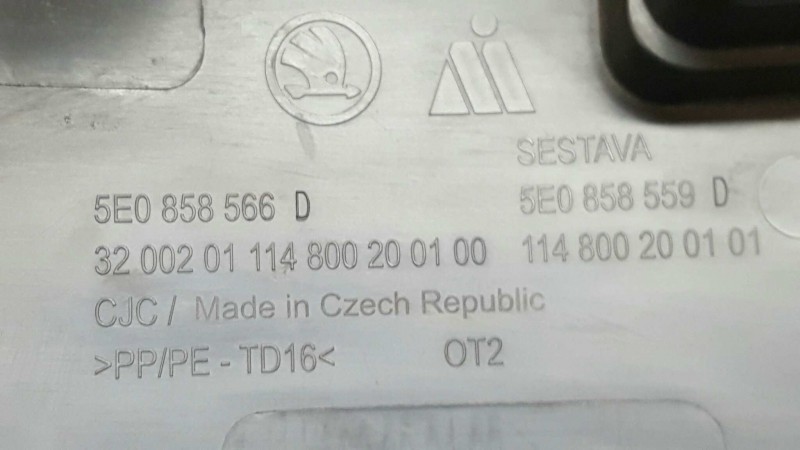 SESTAVA
5E0 858 566 D 5E0 858 559 D
32 002 01 114 800 20 01 00 114 800 20 01 01
CJC / Made in Czech Republic
>PP/PE - TD16< OT2